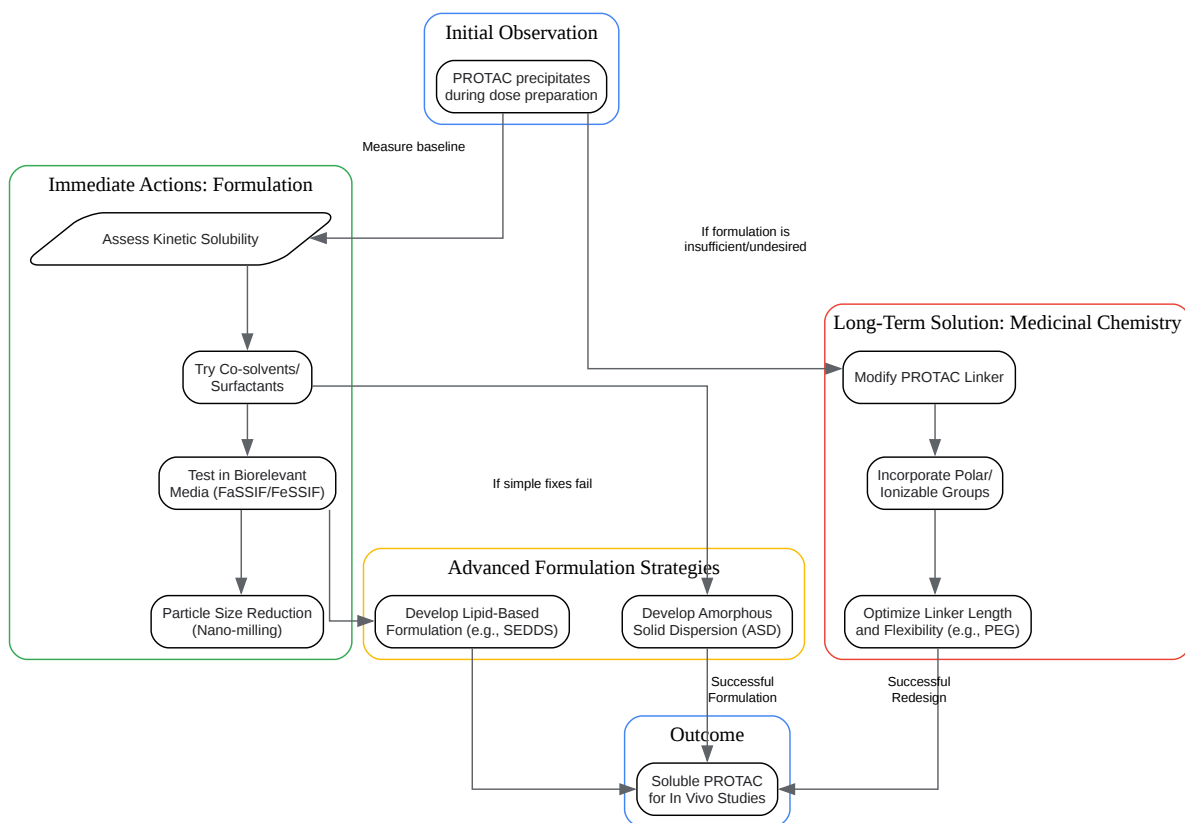 Initial Observation
PROTAC precipitates
during dose preparation
Measure baseline
Immediate Actions: Formulation
Assess Kinetic Solubility
If formulation is
insufficient/undesired
Long-Term Solution: Medicinal Chemistry
Try Co-solvents/
Surfactants
Modify PROTAC Linker
Test in Biorelevant
Media (FaSSIF/FeSSIF)
If simple fixes fail
Incorporate Polar/
Ionizable Groups
Advanced Formulation Strategies
Particle Size Reduction
(Nano-milling)
Develop Lipid-Based
Formulation (e.g., SEDDS)
Develop Amorphous
Solid Dispersion (ASD)
Optimize Linker Length
and Flexibility (e.g., PEG)
Successful
Formulation
Successful
Redesign
Outcome
Soluble PROTAC
for In Vivo Studies